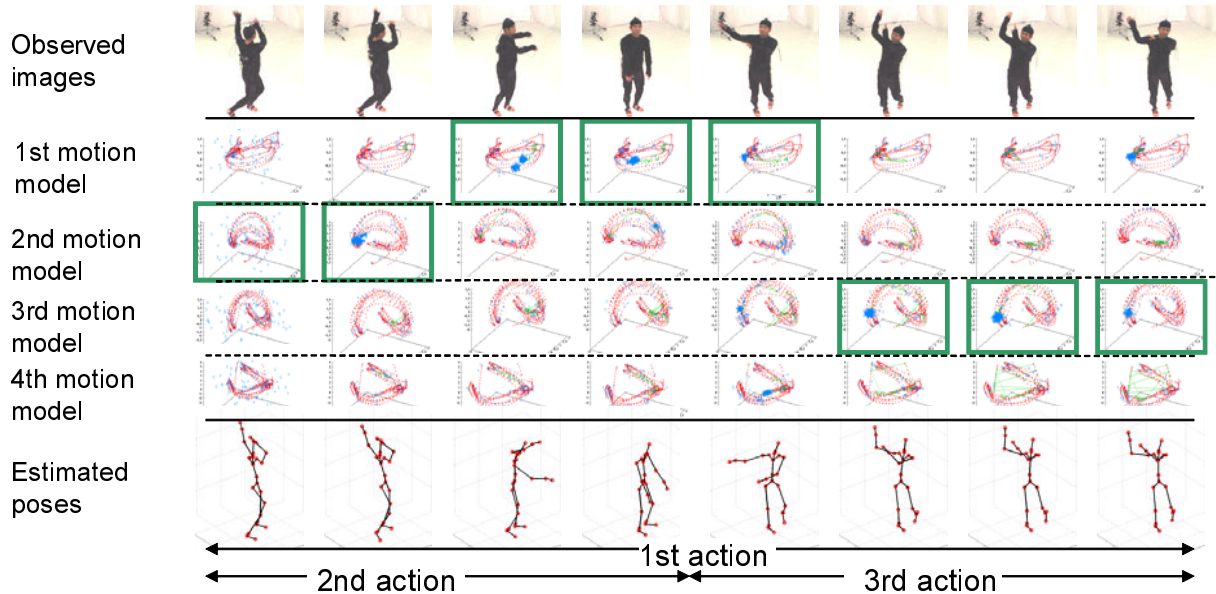 Observed
images
1st motion
model
2nd motion
model
3rd motion
model
4th motion
model
Estimated
poses
1st action
2nd action
3rd action